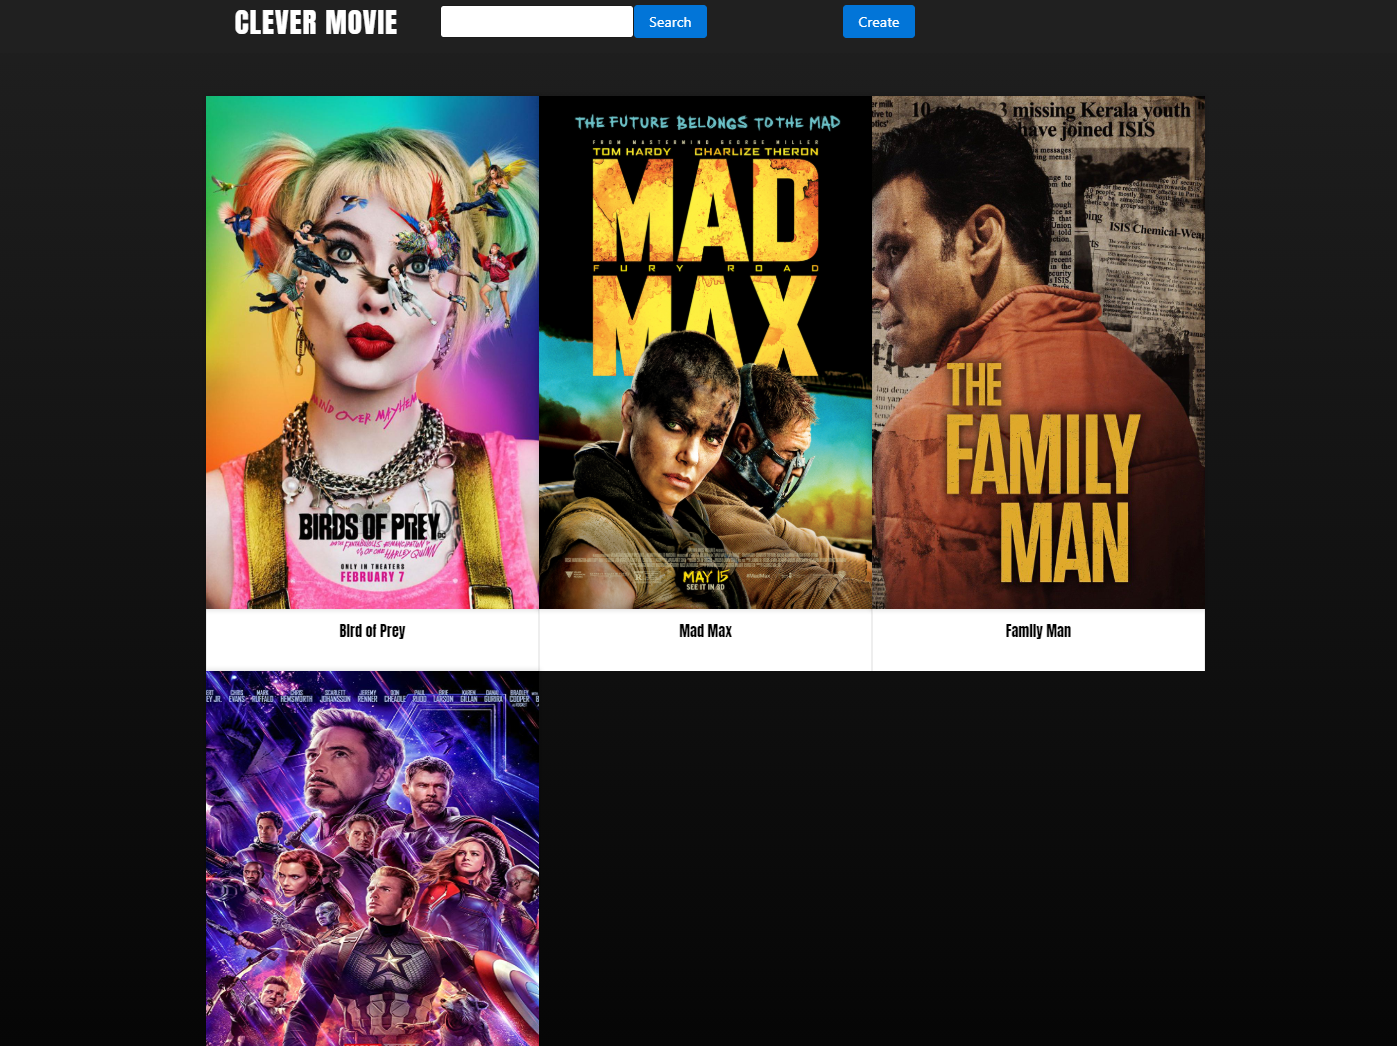 CLEVER MOVIE
Search
Create
MIND OVER MAYHEM
BIRDS OF PREY
AND THE FANTABULOUS EMANCIPATION
OF ONE HARLEY QUINN
ONLY IN THEATERS
FEBRUARY 7
THE FUTURE BELONGS TO THE MAD
FROM MASTERMIND GEORGE MILLER
TOM HARDY CHARLIZE THERON
MAD
FURY ROAD
MAX
MAY 15
SEE IT IN 3D
#MadMax
10 3 missing Kerala youth
have joined ISIS
ISIS Chemical-Weap
THE
FAMILY
MAN
Bird of Prey
Mad Max
Family Man
CHRIS EVANS
MARK RUFFALO
CHRIS HEMSWORTH
SCARLETT JOHANSSON
JEREMY RENNER
DON CHEADLE
PAUL RUDD
BRIE LARSON
KAREN GILLAN
DANAI GURIRA
BRADLEY COOPER